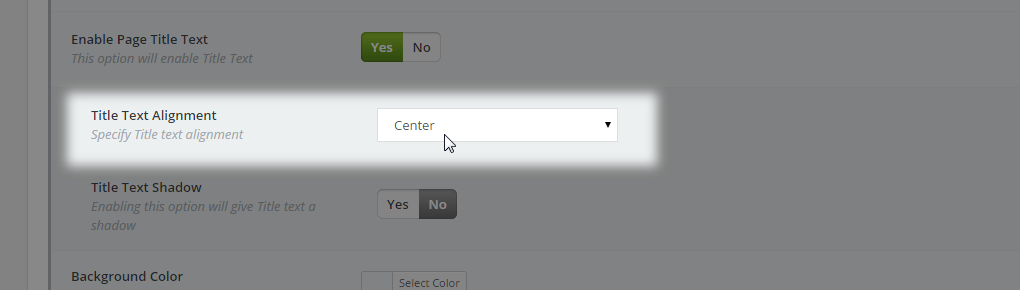 Enable Page Title Text
This option will enable Title Text
Yes No
Title Text Alignment
Specify Title text alignment
Center
Title Text Shadow
Enabling this option will give Title text a
shadow
Yes No
Background Color
Select Color